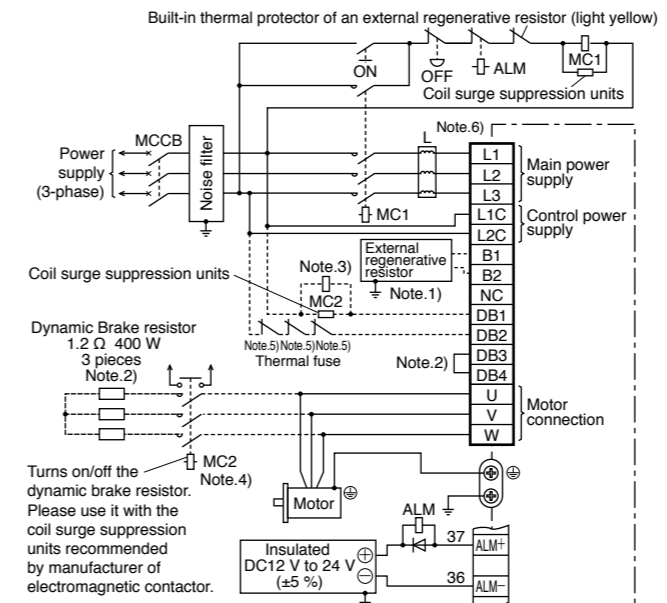 Built-in thermal protector of an external regenerative resistor (light yellow)
ON
OFF
ALM
MC1
Coil surge suppression units
Note.6)
L
MCCB
Power
supply
(3-phase)
Noise filter
MC1
L1
L2
L3
L1C
L2C
B1
B2
NC
DB1
DB2
DB3
DB4
U
V
W
Main power
supply
Control power
supply
External
regenerative
resistor
Note.1)
Coil surge suppression units
Note.3)
MC2
Note.5) Note.5) Note.5)
Thermal fuse
Note.2)
Dynamic Brake resistor
1.2 Ω 400 W
3 pieces
Note.2)
Motor
connection
MC2
Note.4)
Turns on/off the
dynamic brake resistor.
Please use it with the
coil surge suppression
units recommended
by manufacturer of
electromagnetic contactor.
Motor
ALM
Insulated
DC12 V to 24 V
(±5 %)
+
−
37
ALM+
36
ALM−